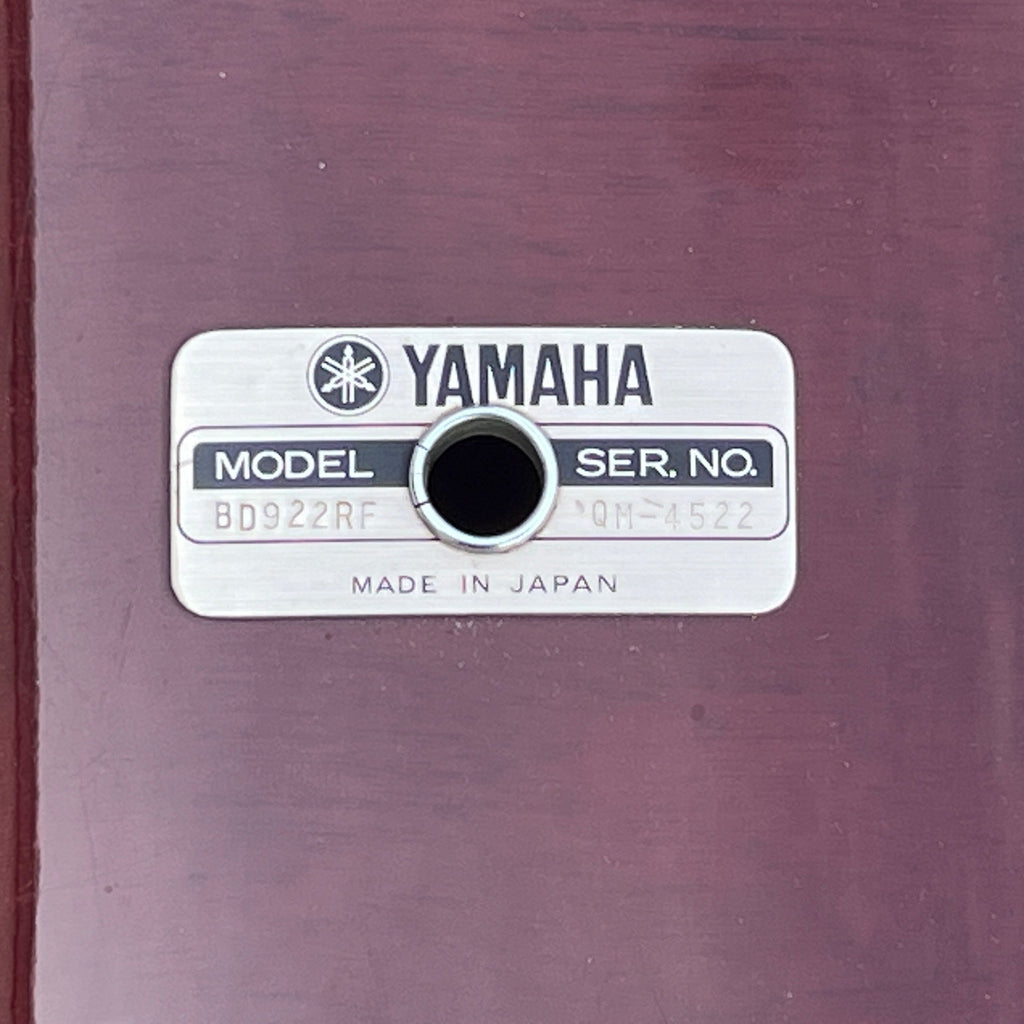 YAMAHA
MODEL SER. NO.
BD922RF QM-4522
MADE IN JAPAN